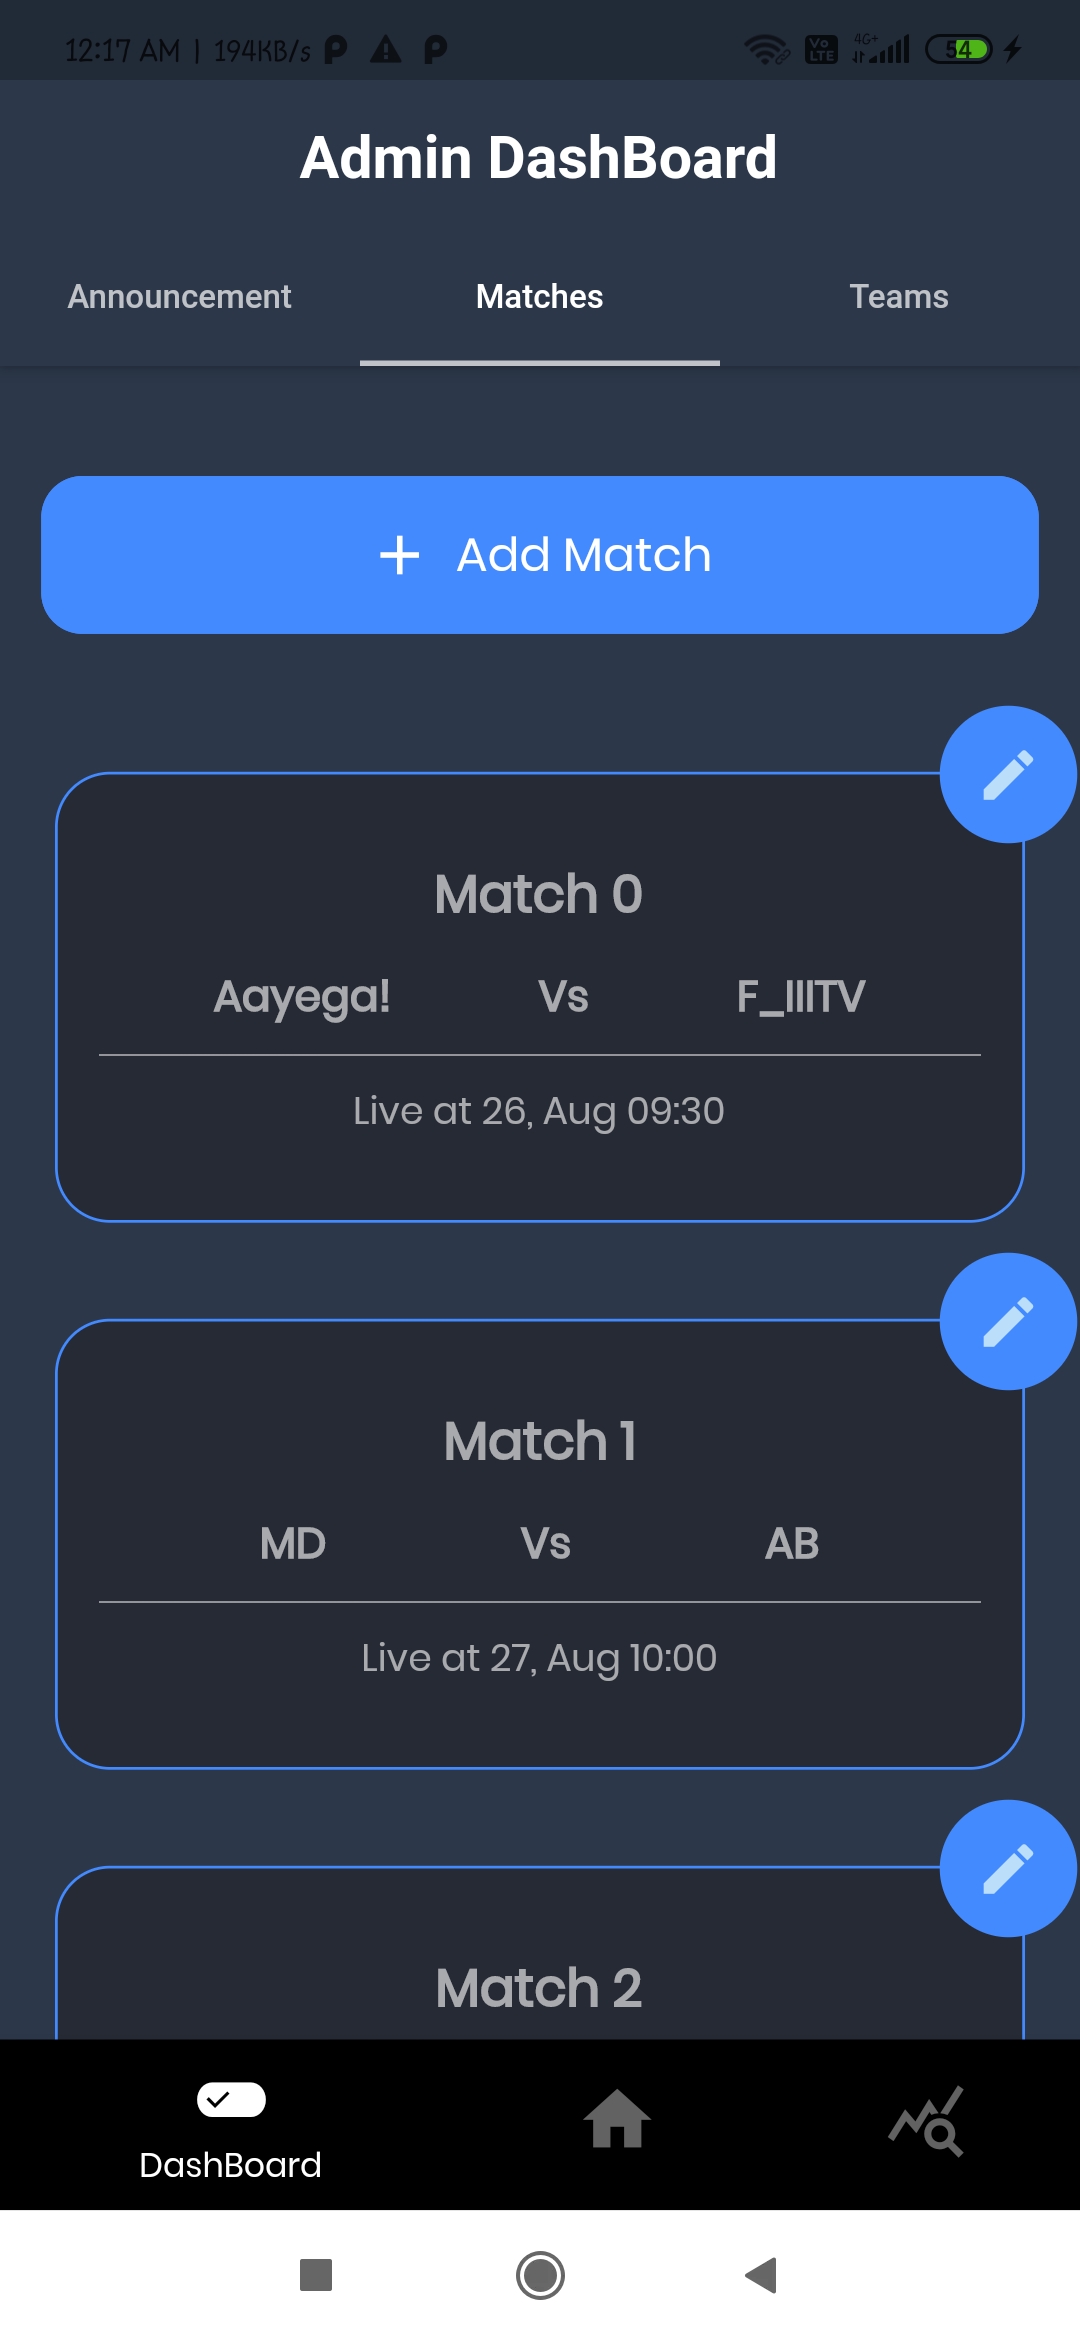 12:17 AM | 194KB/s
Vo LTE 4G+ 54
Admin DashBoard
Announcement Matches Teams
+ Add Match
Match 0
Aayega! Vs F_IIITV
Live at 26, Aug 09:30
Match 1
MD Vs AB
Live at 27, Aug 10:00
Match 2
DashBoard